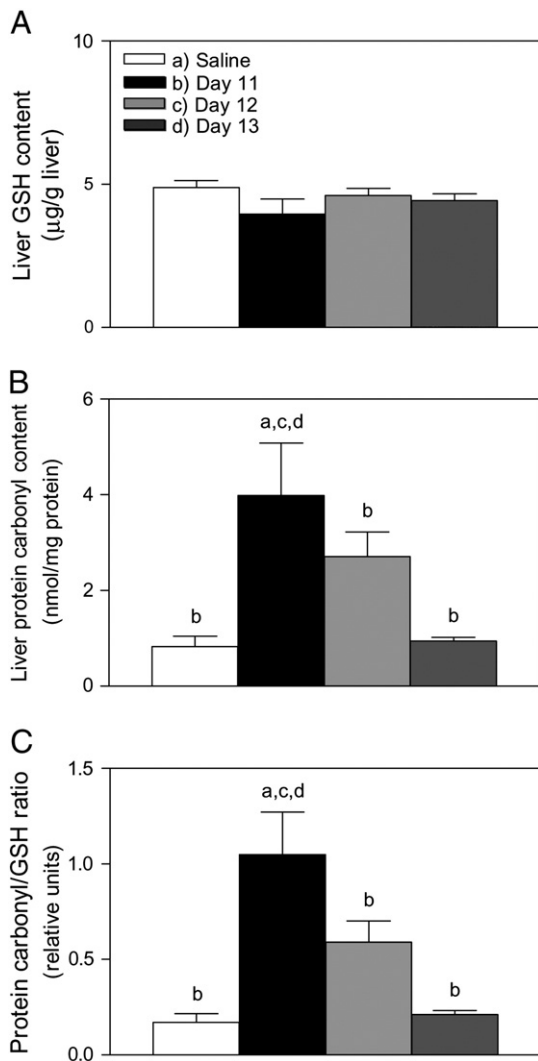 A
Liver GSH content
(μg/g liver)
10
5
0
a) Saline
b) Day 11
c) Day 12
d) Day 13
B
Liver protein carbonyl content
(nmol/mg protein)
6
4
2
0
b
a,c,d
b
b
C
Protein carbonyl/GSH ratio
(relative units)
1.5
1.0
0.5
0.0
b
a,c,d
b
b